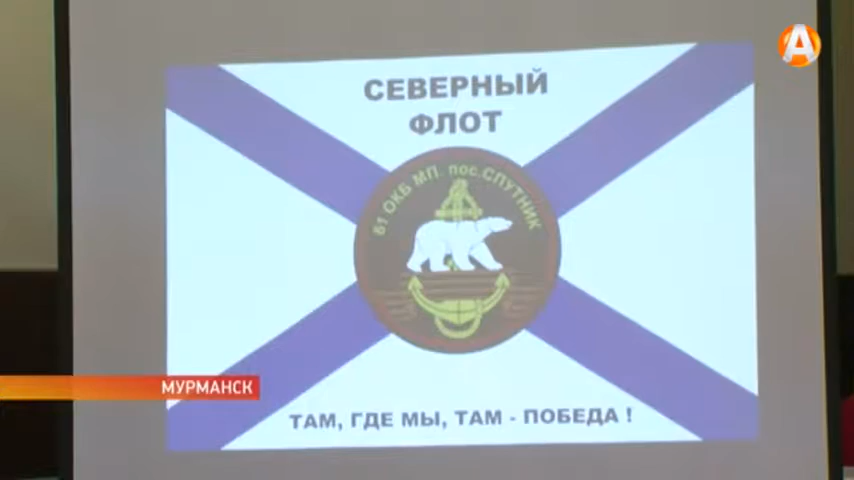 А
СЕВЕРНЫЙ
ФЛОТ
61 ОКБ МП. пос.СПУТНИК
МУРМАНСК
ТАМ, ГДЕ МЫ, ТАМ - ПОБЕДА !